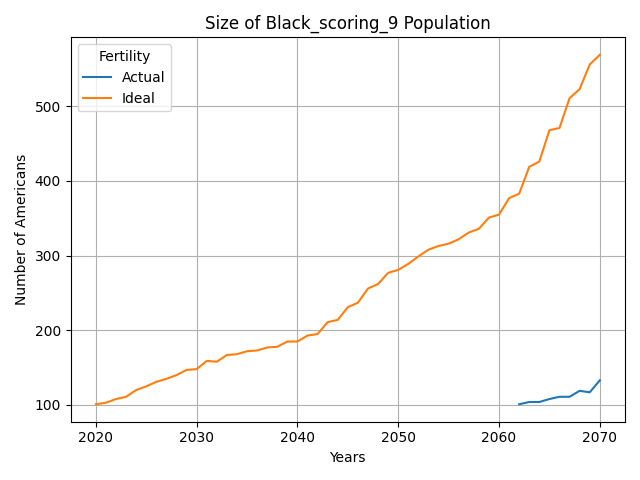 Size of Black_scoring_9 Population
Fertility
Actual
Ideal
Number of Americans
500
400
300
200
100
2020
2030
2040
2050
2060
2070
Years